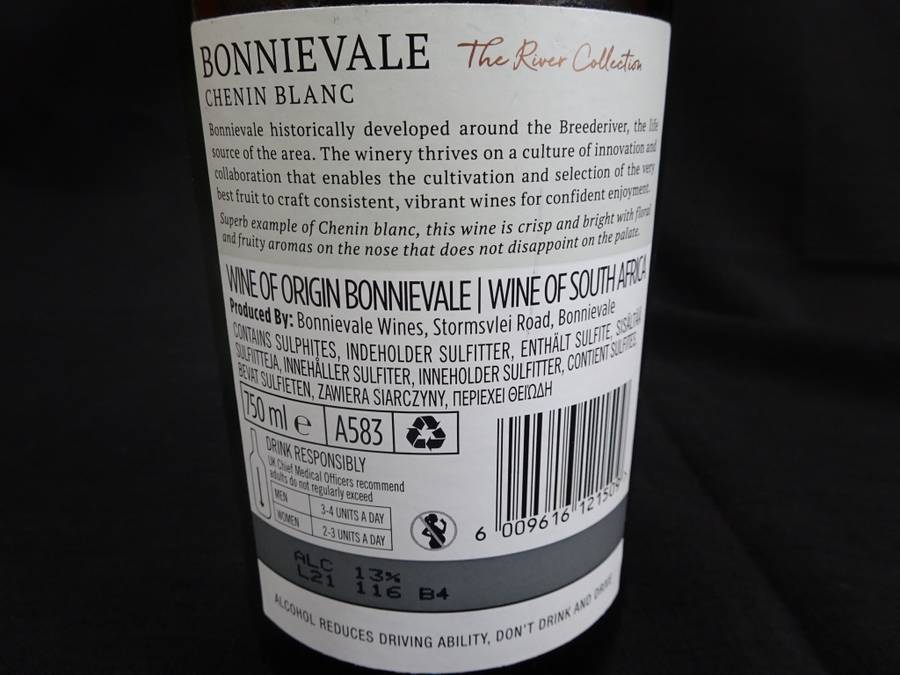 BONNIEVALE The River Collection
CHENIN BLANC
Bonnievale historically developed around the Breederiver, the life
source of the area. The winery thrives on a culture of innovation and
collaboration that enables the cultivation and selection of the very
best fruit to craft consistent, vibrant wines for confident enjoyment.
Superb example of Chenin blanc, this wine is crisp and bright with floral
and fruity aromas on the nose that does not disappoint on the palate.
WINE OF ORIGIN BONNIEVALE | WINE OF SOUTH AFRICA
Produced By: Bonnievale Wines, Stormsvlei Road, Bonnievale
CONTAINS SULPHITES, INDEHOLDER SULFITTER, ENTHÄLT SULFITE, SISÄLTÄÄ
SULFIITTEJA, INNEHÅLLER SULFITER, INNEHOLDER SULFITTER, CONTIENT SULFITES,
BEVAT SULFIETEN, ZAWIERA SIARCZYNY, ΠΕΡΙΕΧΕΙ ΘΕΙΏΔΗ
750 ml e A583
DRINK RESPONSIBLY
UK Chief Medical Officers recommend
adults do not regularly exceed
MEN 3-4 UNITS A DAY
WOMEN 2-3 UNITS A DAY
6 009616 121509
ALC 13%
L21 116 B4
ALCOHOL REDUCES DRIVING ABILITY, DON'T DRINK AND DRIVE